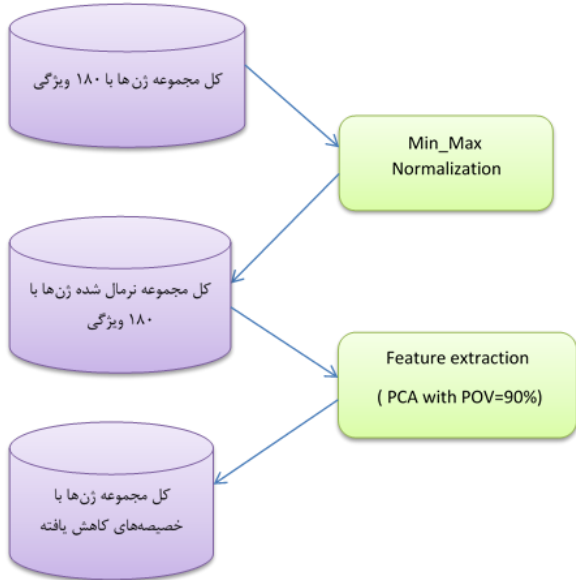 کل مجموعه ژن‌ها با ۱۸۰ ویژگی
Min_Max
Normalization
کل مجموعه نرمال شده ژن‌ها با
۱۸۰ ویژگی
Feature extraction
( PCA with POV=90%)
کل مجموعه ژن‌ها با
خصیصه‌های کاهش یافته